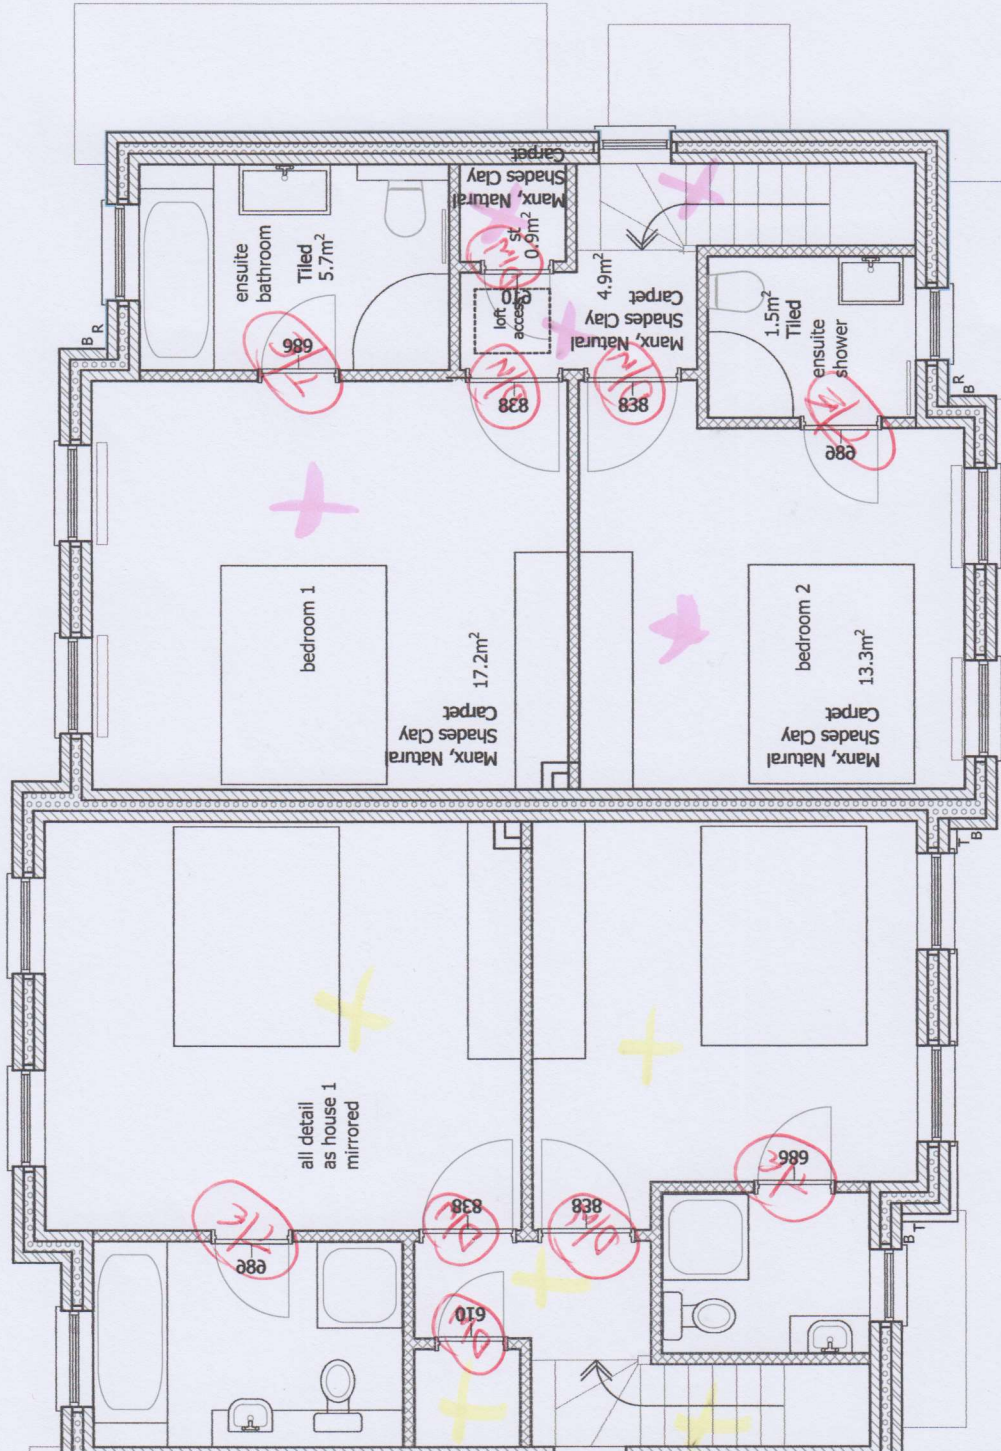 Carpet
Shades Clay
Manx, Natural
st
0.9m²
ensuite
bathroom
Tiled
5.7m²
610
loft
access
4.9m²
Carpet
Shades Clay
Manx, Natural
1.5m²
Tiled
ensuite
shower
686
838
838
686
B
R
B
R
bedroom 1
17.2m²
Carpet
Shades Clay
Manx, Natural
bedroom 2
13.3m²
Carpet
Shades Clay
Manx, Natural
T
B
all detail
as house 1
mirrored
686
838
838
686
610
B
T